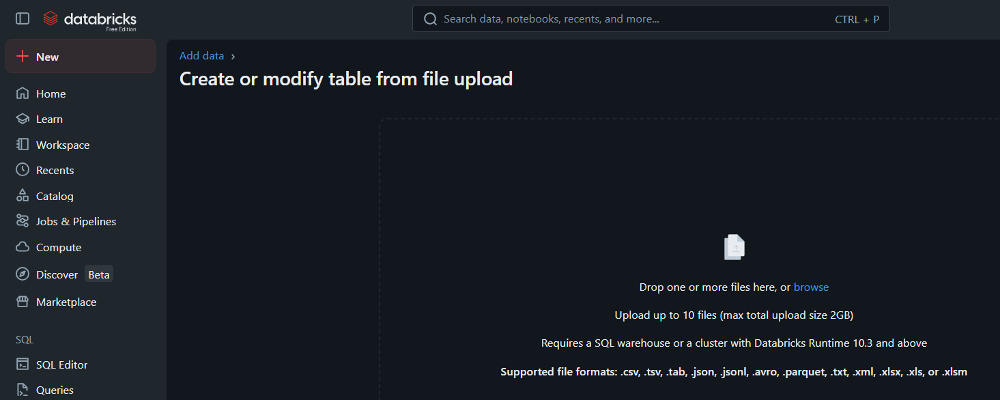 databricks
Free Edition
Search data, notebooks, recents, and more...
CTRL + P
New
Home
Learn
Workspace
Recents
Catalog
Jobs & Pipelines
Compute
Discover Beta
Marketplace
SQL
SQL Editor
Queries
Add data ›
Create or modify table from file upload
Drop one or more files here, or browse
Upload up to 10 files (max total upload size 2GB)
Requires a SQL warehouse or a cluster with Databricks Runtime 10.3 and above
Supported file formats: .csv, .tsv, .tab, .json, .jsonl, .avro, .parquet, .txt, .xml, .xlsx, .xls, or .xlsm